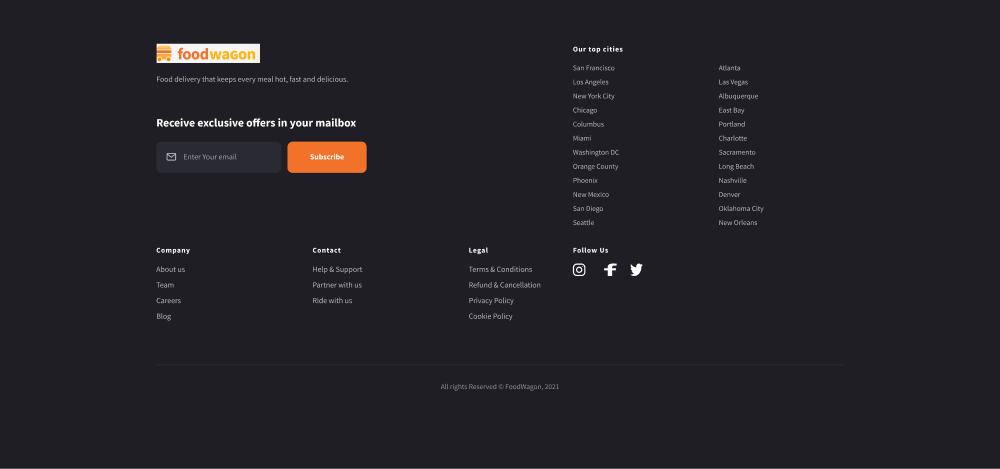 foodwagon
Food delivery that keeps every meal hot, fast and delicious.
Receive exclusive offers in your mailbox
Enter Your email
Subscribe
Our top cities
San Francisco
Los Angeles
New York City
Chicago
Columbus
Miami
Washington DC
Orange County
Phoenix
New Mexico
San Diego
Seattle
Atlanta
Las Vegas
Albuquerque
East Bay
Portland
Charlotte
Sacramento
Long Beach
Nashville
Denver
Oklahoma City
New Orleans
Company
About us
Team
Careers
Blog
Contact
Help & Support
Partner with us
Ride with us
Legal
Terms & Conditions
Refund & Cancellation
Privacy Policy
Cookie Policy
Follow Us
All rights Reserved © FoodWagon, 2021